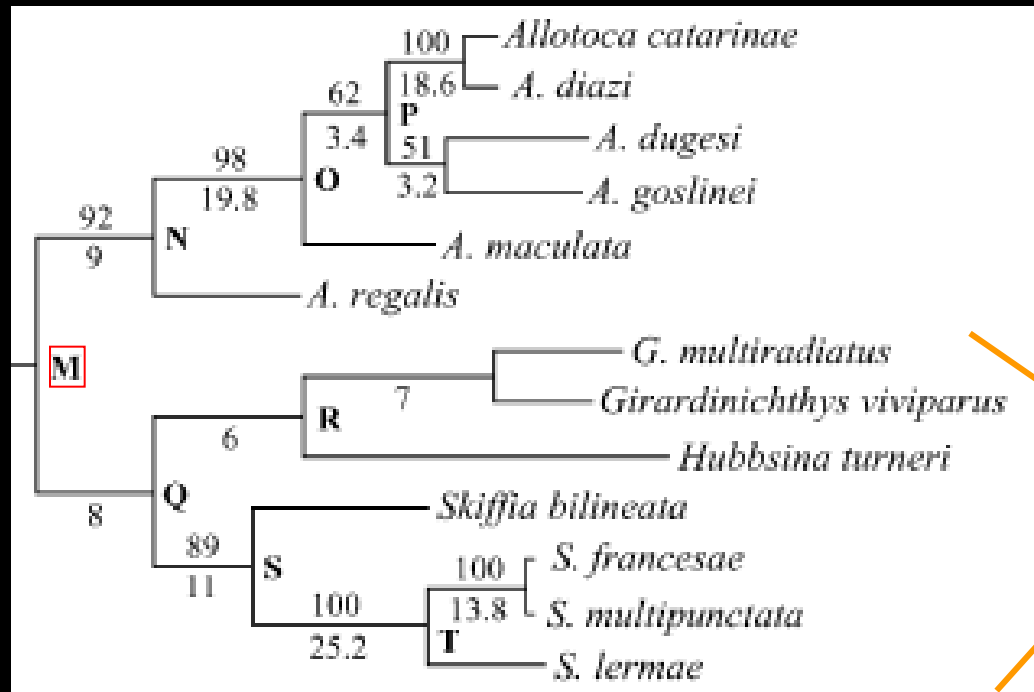 100
Allotoca catarinae
18.6
A. diazi
62
P
3.4
51
A. dugesi
3.2
A. goslinei
98
O
19.8
A. maculata
92
N
9
A. regalis
M
G. multiradiatus
7
Girardinichthys viviparus
6
R
Hubbsina turneri
8
Q
Skiffia bilineata
89
S
11
100
S. francesae
13.8
S. multipunctata
100
T
25.2
S. lermae